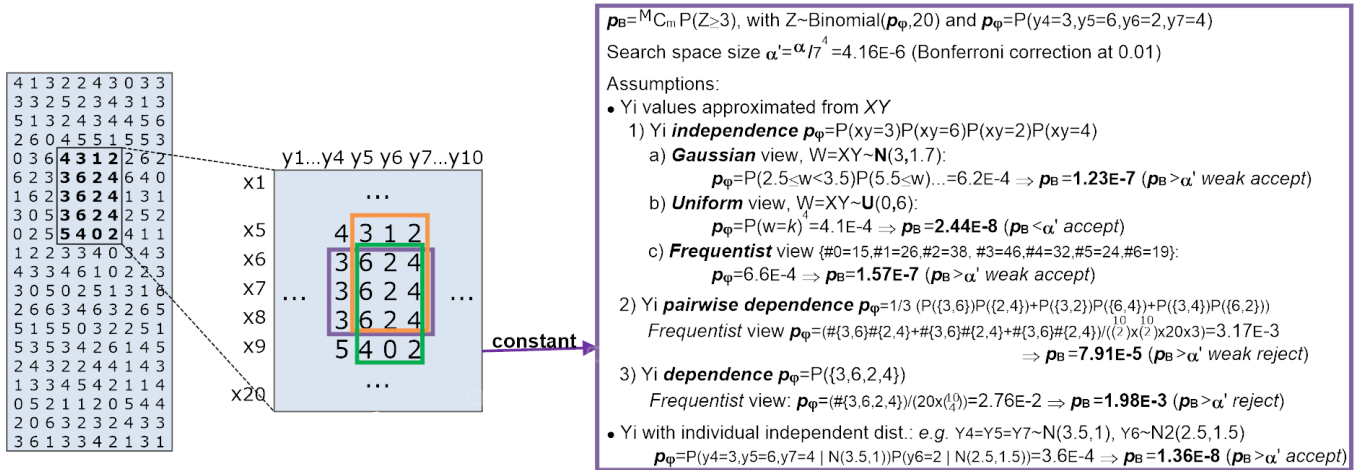 4 1 3 2 2 4 3 0 3 3
3 3 2 5 2 3 4 3 1 3
5 1 3 2 4 3 4 4 5 6
2 6 0 4 5 5 1 5 5 3
0 3 6 4 3 1 2 2 6 2
6 2 3 3 6 2 4 6 4 0
1 6 2 3 6 2 4 1 3 1
3 0 5 3 6 2 4 2 5 2
0 2 5 5 4 0 2 4 1 1
1 2 2 3 3 4 0 3 4 3
4 3 3 4 6 1 0 2 2 3
3 0 5 0 2 5 1 3 1 6
2 6 6 3 4 6 3 2 6 5
5 1 5 5 0 3 2 2 5 1
5 3 5 3 4 2 6 1 4 5
2 4 3 2 2 4 4 1 4 3
1 3 3 4 5 4 2 1 1 4
0 5 2 1 1 2 0 5 4 4
2 0 6 3 2 3 2 4 3 3
3 6 1 3 3 4 2 1 3 1
y1...y4 y5 y6 y7... y10
x1 ...
x5 4 3 1 2
x6 3 6 2 4
x7 ... 3 6 2 4 ...
x8 3 6 2 4
x9 5 4 0 2
...
x20
constant
pB=ᴹCₘ P(Z≥3), with Z~Binomial(pφ,20) and pφ=P(y4=3,y5=6,y6=2,y7=4)
Search space size α'=α/7⁴=4.16E-6 (Bonferroni correction at 0.01)
Assumptions:
• Yi values approximated from XY
1) Yi independence pφ=P(xy=3)P(xy=6)P(xy=2)P(xy=4)
a) Gaussian view, W=XY~N(3,1.7):
pφ=P(2.5≤w<3.5)P(5.5≤w)...=6.2E-4 ⇒ pB=1.23E-7 (pB>α' weak accept)
b) Uniform view, W=XY~U(0,6):
pφ=P(w=k)⁴=4.1E-4 ⇒ pB=2.44E-8 (pB<α' accept)
c) Frequentist view {#0=15,#1=26,#2=38, #3=46,#4=32,#5=24,#6=19}:
pφ=6.6E-4 ⇒ pB=1.57E-7 (pB>α' weak accept)
2) Yi pairwise dependence pφ=1/3 (P({3,6})P({2,4})+P({3,2})P({6,4})+P({3,4})P({6,2}))
Frequentist view pφ=(#{3,6}#{2,4}+#{3,6}#{2,4}+#{3,6}#{2,4}/((10 2)x(10 2)x20x3)=3.17E-3
⇒ pB=7.91E-5 (pB>α' weak reject)
3) Yi dependence pφ=P({3,6,2,4})
Frequentist view: pφ=(#{3,6,2,4})/(20x(10 4))=2.76E-2 ⇒ pB=1.98E-3 (pB>α' reject)
• Yi with individual independent dist.: e.g. Y4=Y5=Y7~N(3.5,1), Y6~N2(2.5,1.5)
pφ=P(y4=3,y5=6,y7=4 | N(3.5,1))P(y6=2 | N(2.5,1.5))=3.6E-4 ⇒ pB=1.36E-8 (pB>α' accept)